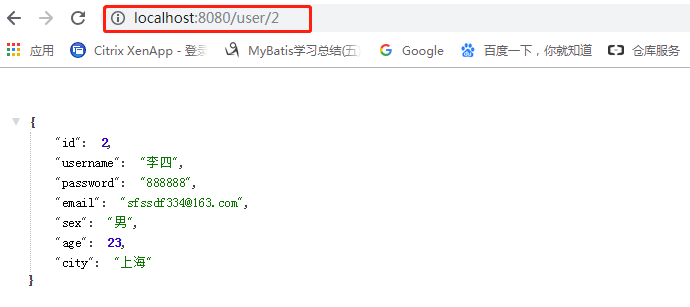 localhost:8080/user/2
应用 Citrix XenApp - 登录 MyBatis学习总结(五) Google 百度一下，你就知道 仓库服务
{
"id": 2,
"username": "李四",
"password": "888888",
"email": "sfssdf334@163.com",
"sex": "男",
"age": 23,
"city": "上海"
}